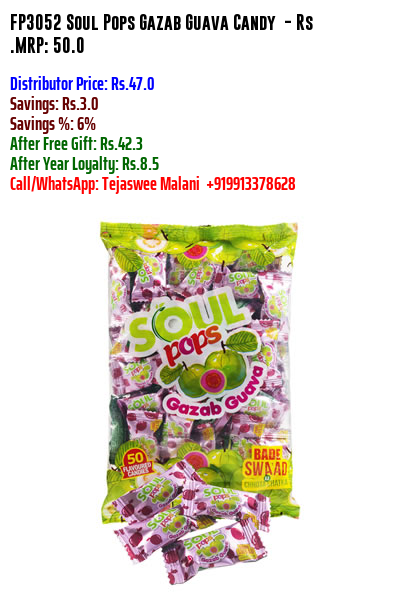 FP3052 Soul Pops Gazab Guava Candy - Rs
.MRP: 50.0
Distributor Price: Rs.47.0
Savings: Rs.3.0
Savings %: 6%
After Free Gift: Rs.42.3
After Year Loyalty: Rs.8.5
Call/WhatsApp: Tejaswee Malani +919913378628
SOUL
pops
Gazab Guava
50
FLAVOURED
CANDIES
BADE
SWAAD